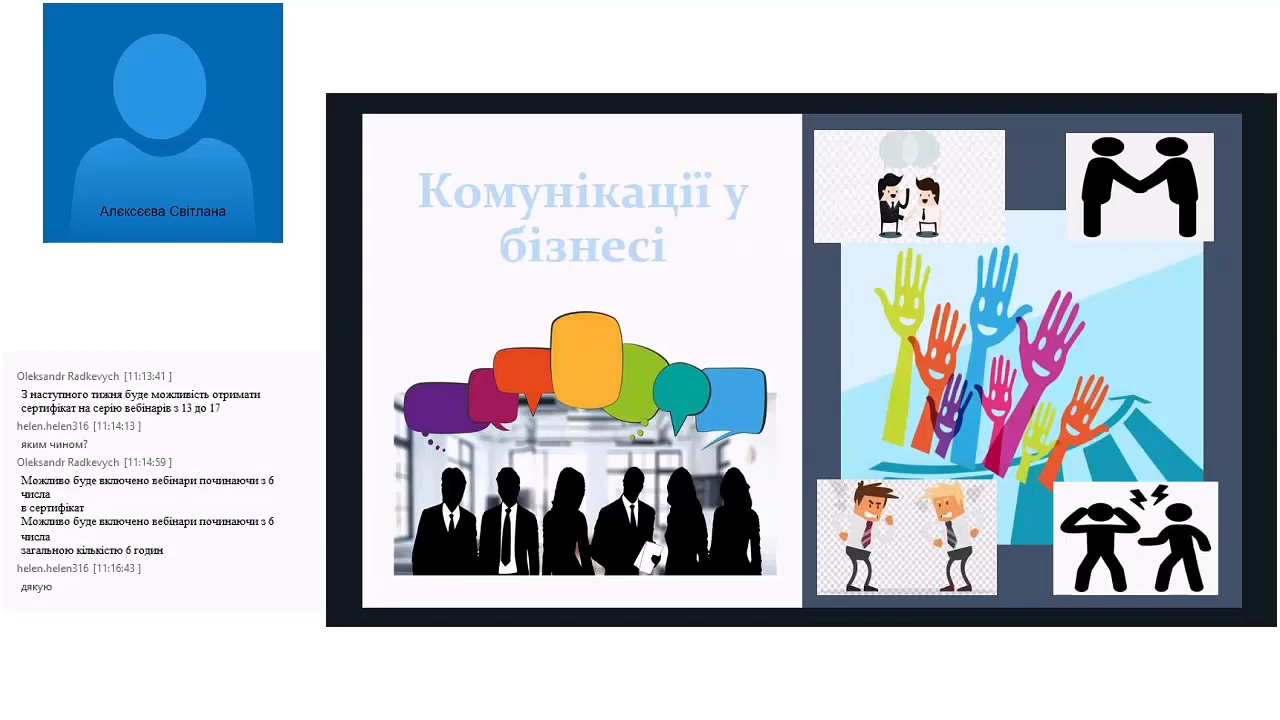 Алєксєєва Світлана
Oleksandr Radkevych [11:13:41 ]
З наступного тижня буде можливість отримати
сертифікат на серію вебінарів з 13 до 17
helen.helen316 [11:14:13 ]
яким чином?
Oleksandr Radkevych [11:14:59 ]
Можливо буде включено вебінари починаючи з 6
числа
в сертифікат
Можливо буде включено вебінари починаючи з 6
числа
загальною кількістю 6 годин
helen.helen316 [11:16:43 ]
дякую
Комунікації у
бізнесі